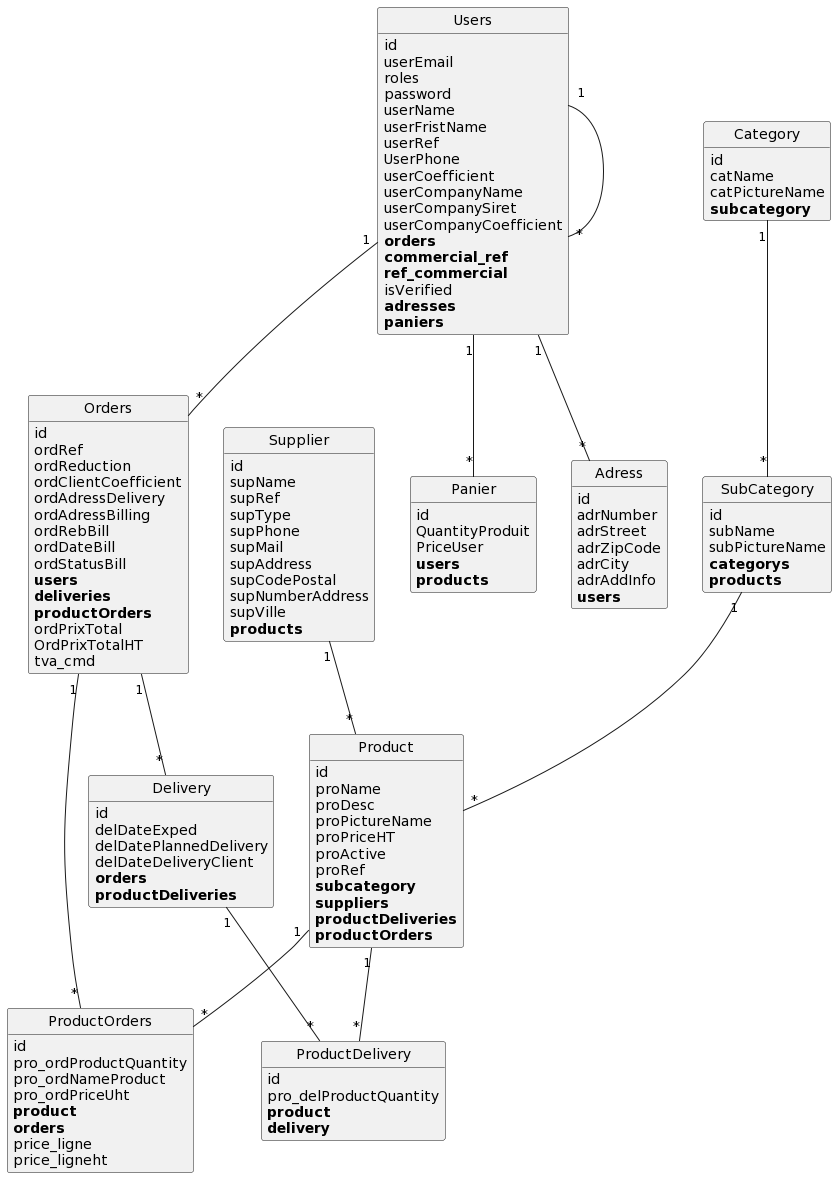 Users
id
userEmail
roles
password
userName
userFristName
userRef
UserPhone
userCoefficient
userCompanyName
userCompanySiret
userCompanyCoefficient
orders
commercial_ref
ref_commercial
isVerified
adresses
paniers
1
*
Category
id
catName
catPictureName
subcategory
1
*
1
*
1
*
1
*
Orders
id
ordRef
ordReduction
ordClientCoefficient
ordAdressDelivery
ordAdressBilling
ordRebBill
ordDateBill
ordStatusBill
users
deliveries
productOrders
ordPrixTotal
OrdPrixTotalHT
tva_cmd
Supplier
id
supName
supRef
supType
supPhone
supMail
supAddress
supCodePostal
supNumberAddress
supVille
products
Panier
id
QuantityProduit
PriceUser
users
products
Adress
id
adrNumber
adrStreet
adrZipCode
adrCity
adrAddInfo
users
SubCategory
id
subName
subPictureName
categorys
products
1
*
1
*
1
*
1
*
Delivery
id
delDateExped
delDatePlannedDelivery
delDateDeliveryClient
orders
productDeliveries
Product
id
proName
proDesc
proPictureName
proPriceHT
proActive
proRef
subcategory
suppliers
productDeliveries
productOrders
1
*
1
*
1
*
ProductOrders
id
pro_ordProductQuantity
pro_ordNameProduct
pro_ordPriceUht
product
orders
price_ligne
price_ligneht
ProductDelivery
id
pro_delProductQuantity
product
delivery